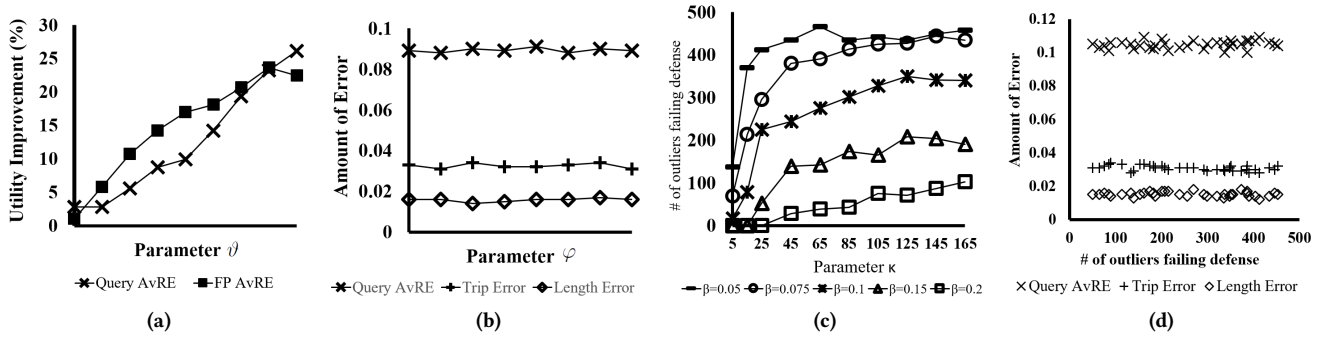 Utility Improvement (%)
30
25
20
15
10
5
0
Parameter ϑ
Query AvRE FP AvRE
(a)
Amount of Error
0.1
0.08
0.06
0.04
0.02
0
Parameter φ
Query AvRE Trip Error Length Error
(b)
# of outliers failing defense
500
400
300
200
100
0
5 25 45 65 85 105 125 145 165
Parameter κ
β=0.05 β=0.075 β=0.1 β=0.15 β=0.2
(c)
Amount of Error
0.12
0.1
0.08
0.06
0.04
0.02
0
0 100 200 300 400 500
# of outliers failing defense
Query AvRE Trip Error Length Error
(d)